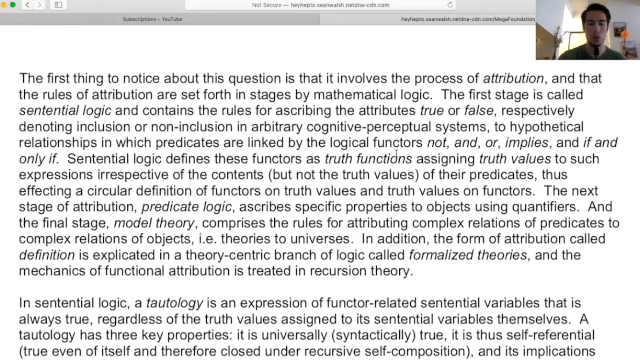 Not Secure — heyhepto.seanwalsh.netdna-cdn.com
Subscriptions - YouTube
heyhepto.seanwalsh.netdna-cdn.com/MegaFoundation_
The first thing to notice about this question is that it involves the process of attribution, and that
the rules of attribution are set forth in stages by mathematical logic. The first stage is called
sentential logic and contains the rules for ascribing the attributes true or false, respectively
denoting inclusion or non-inclusion in arbitrary cognitive-perceptual systems, to hypothetical
relationships in which predicates are linked by the logical functors not, and, or, implies, and if and
only if. Sentential logic defines these functors as truth functions assigning truth values to such
expressions irrespective of the contents (but not the truth values) of their predicates, thus
effecting a circular definition of functors on truth values and truth values on functors. The next
stage of attribution, predicate logic, ascribes specific properties to objects using quantifiers. And
the final stage, model theory, comprises the rules for attributing complex relations of predicates to
complex relations of objects, i.e. theories to universes. In addition, the form of attribution called
definition is explicated in a theory-centric branch of logic called formalized theories, and the
mechanics of functional attribution is treated in recursion theory.
In sentential logic, a tautology is an expression of functor-related sentential variables that is
always true, regardless of the truth values assigned to its sentential variables themselves. A
tautology has three key properties: it is universally (syntactically) true, it is thus self-referential
(true even of itself and therefore closed under recursive self-composition), and its implications